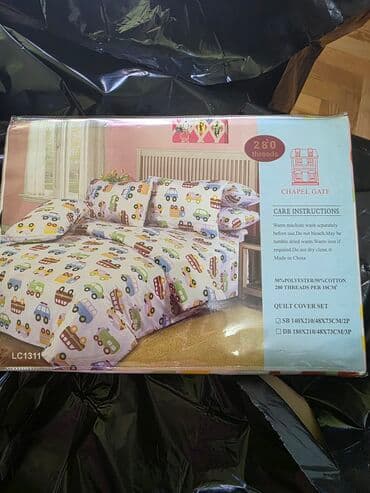 280
threads
CHAPEL GATE
CARE INSTRUCTIONS
Warm machine wash separately
before use.Do not bleach.May be
tumble dried warm.Warm iron if
required.Do not dry clean.
Made in China
50%POLYESTER/50%COTTON
280 THREADS PER 10CM²
QUILT COVER SET
SB 140X210/48X73CM/2P
DB 180X210/48X73CM/3P
LC1311